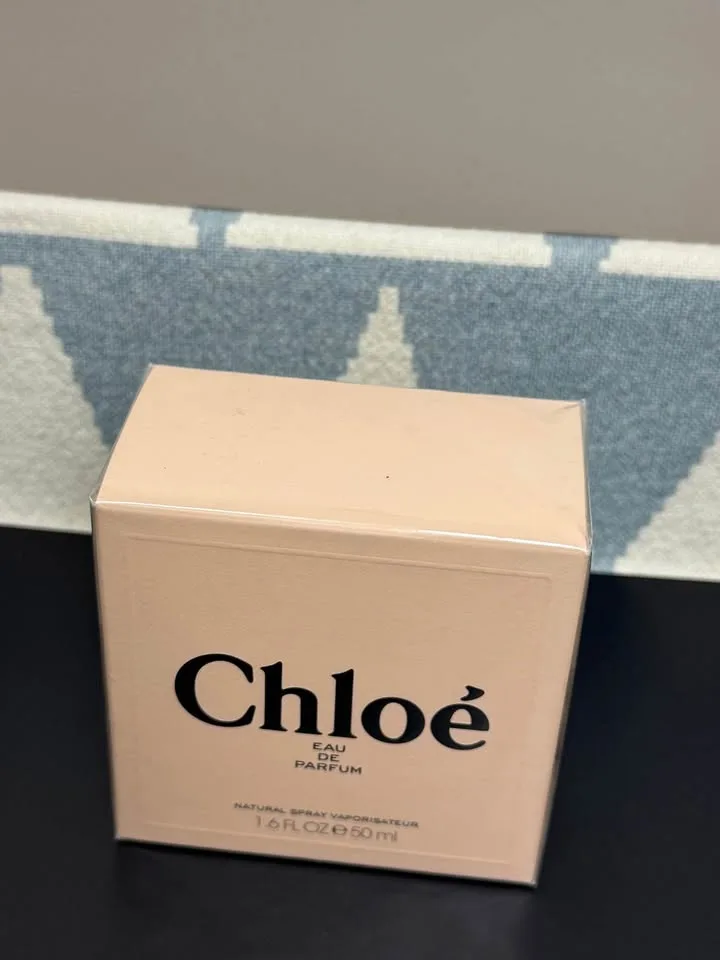 Chloé
EAU
DE
PARFUM
NATURAL SPRAY VAPORISATEUR
1.6 FL OZ ℮ 50 ml